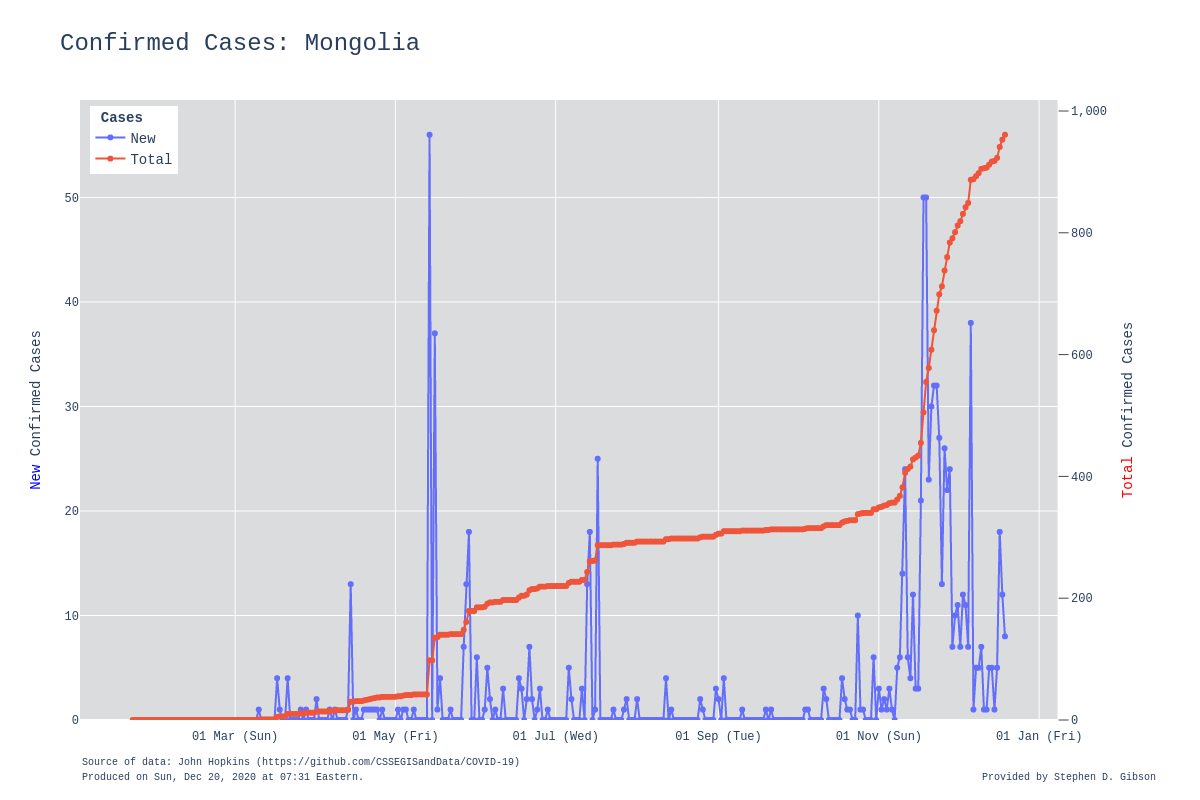 Confirmed Cases: Mongolia
Cases
New
Total
1,000
800
600
400
200
0
50
40
30
20
10
0
New Confirmed Cases
Total Confirmed Cases
01 Mar (Sun)
01 May (Fri)
01 Jul (Wed)
01 Sep (Tue)
01 Nov (Sun)
01 Jan (Fri)
Source of data: John Hopkins (https://github.com/CSSEGISandData/COVID-19)
Produced on Sun, Dec 20, 2020 at 07:31 Eastern.
Provided by Stephen D. Gibson